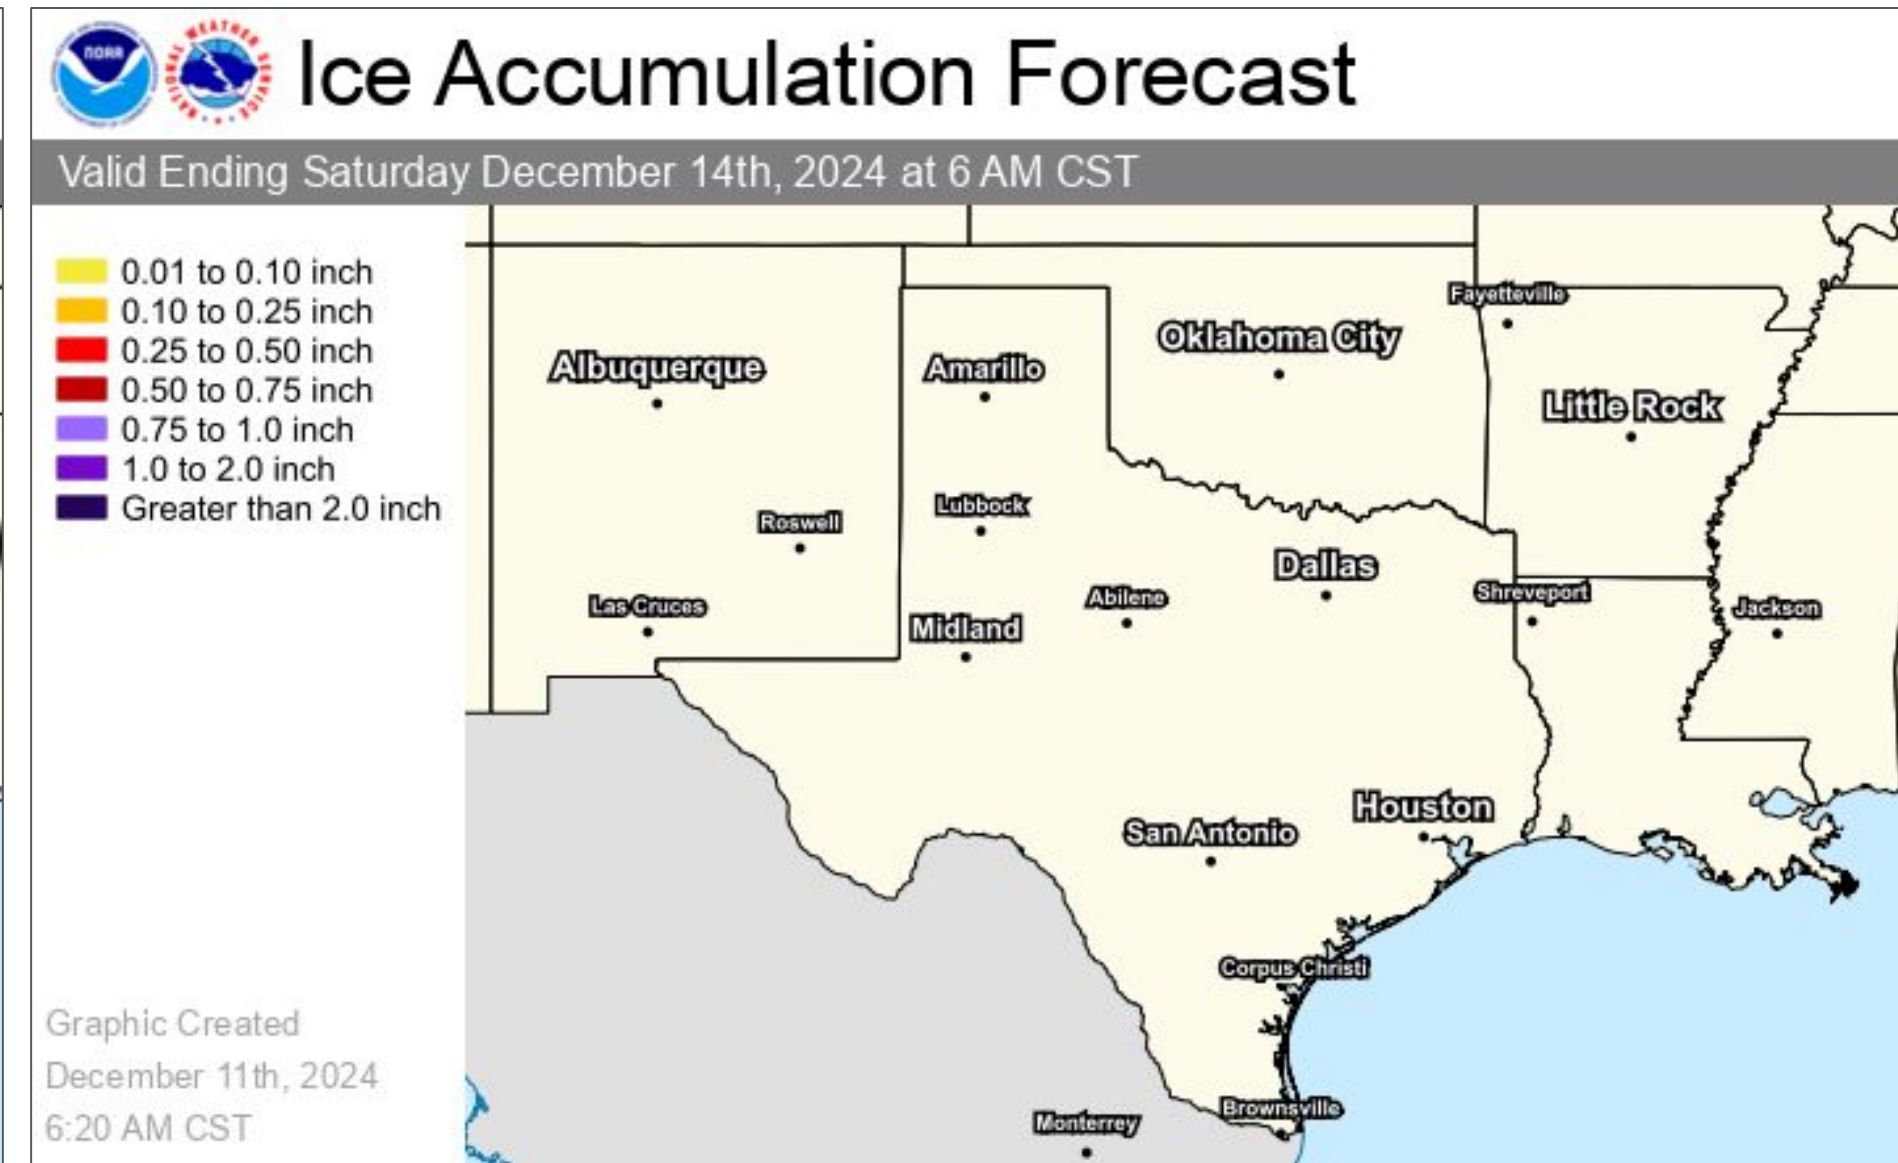 NOAA
NATIONAL WEATHER SERVICE
Ice Accumulation Forecast
Valid Ending Saturday December 14th, 2024 at 6 AM CST
0.01 to 0.10 inch
0.10 to 0.25 inch
0.25 to 0.50 inch
0.50 to 0.75 inch
0.75 to 1.0 inch
1.0 to 2.0 inch
Greater than 2.0 inch
Fayetteville
Oklahoma City
Albuquerque
Amarillo
Little Rock
Lubbock
Roswell
Dallas
Shreveport
Abilene
Las Cruces
Jackson
Midland
Houston
San Antonio
Corpus Christi
Brownsville
Monterrey
Graphic Created
December 11th, 2024
6:20 AM CST